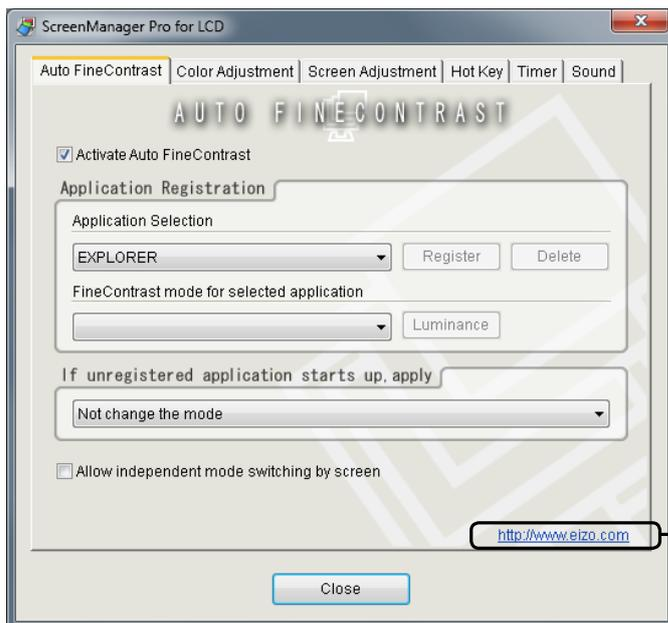 ScreenManager Pro for LCD
Auto FineContrast Color Adjustment Screen Adjustment Hot Key Timer Sound
AUTO FINECONTRAST
Activate Auto FineContrast
Application Registration
Application Selection
EXPLORER Register Delete
FineContrast mode for selected application
Luminance
If unregistered application starts up, apply
Not change the mode
Allow independent mode switching by screen
http://www.eizo.com
Close